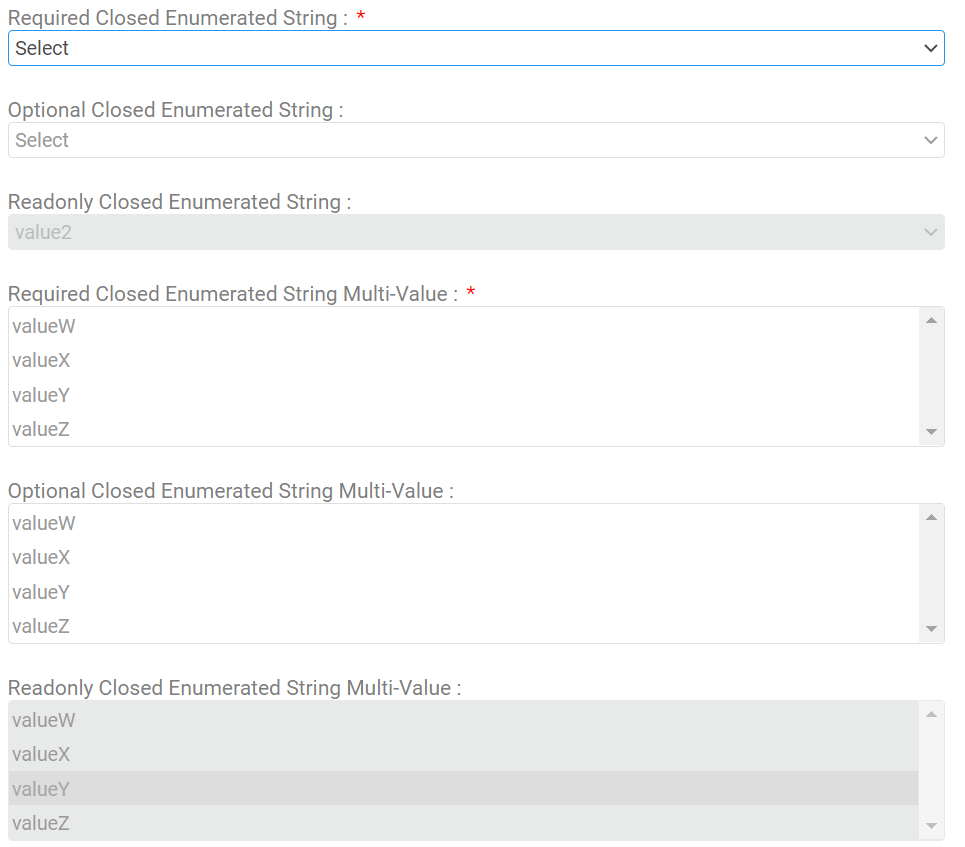 Required Closed Enumerated String : *
Select
Optional Closed Enumerated String :
Select
Readonly Closed Enumerated String :
value2
Required Closed Enumerated String Multi-Value : *
valueW
valueX
valueY
valueZ
Optional Closed Enumerated String Multi-Value :
valueW
valueX
valueY
valueZ
Readonly Closed Enumerated String Multi-Value :
valueW
valueX
valueY
valueZ